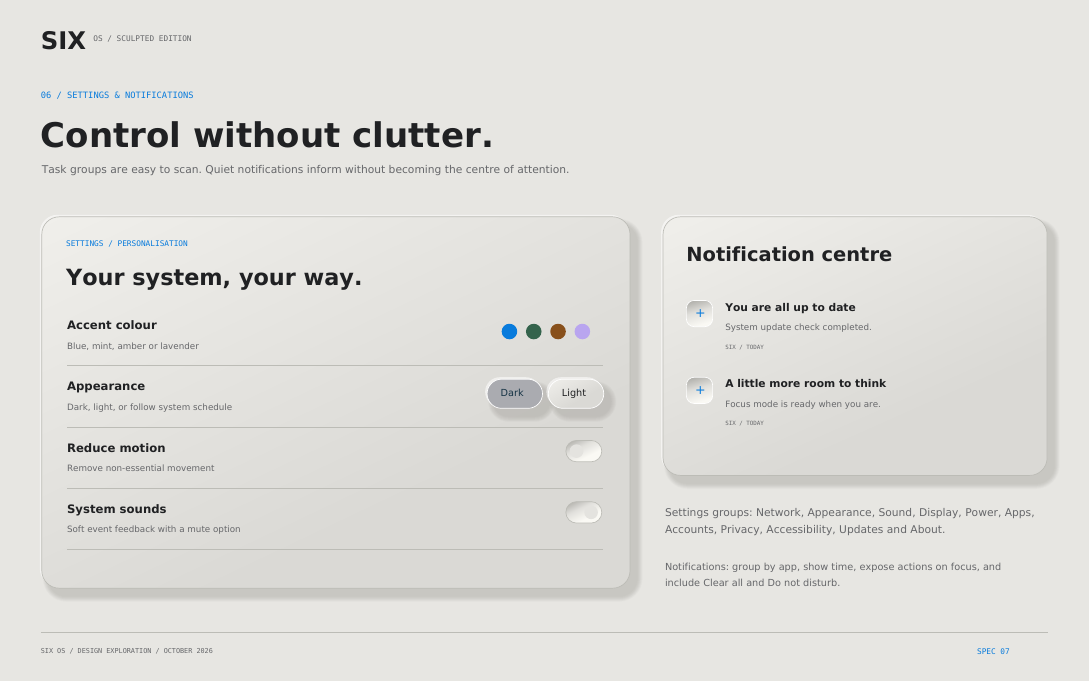 SIX OS / SCULPTED EDITION
06 / SETTINGS & NOTIFICATIONS
Control without clutter.
Task groups are easy to scan. Quiet notifications inform without becoming the centre of attention.
SETTINGS / PERSONALISATION
Your system, your way.
Accent colour
Blue, mint, amber or lavender
Appearance
Dark, light, or follow system schedule
Dark
Light
Reduce motion
Remove non-essential movement
System sounds
Soft event feedback with a mute option
Notification centre
+
You are all up to date
System update check completed.
SIX / TODAY
+
A little more room to think
Focus mode is ready when you are.
SIX / TODAY
Settings groups: Network, Appearance, Sound, Display, Power, Apps,
Accounts, Privacy, Accessibility, Updates and About.
Notifications: group by app, show time, expose actions on focus, and
include Clear all and Do not disturb.
SIX OS / DESIGN EXPLORATION / OCTOBER 2026
SPEC 07